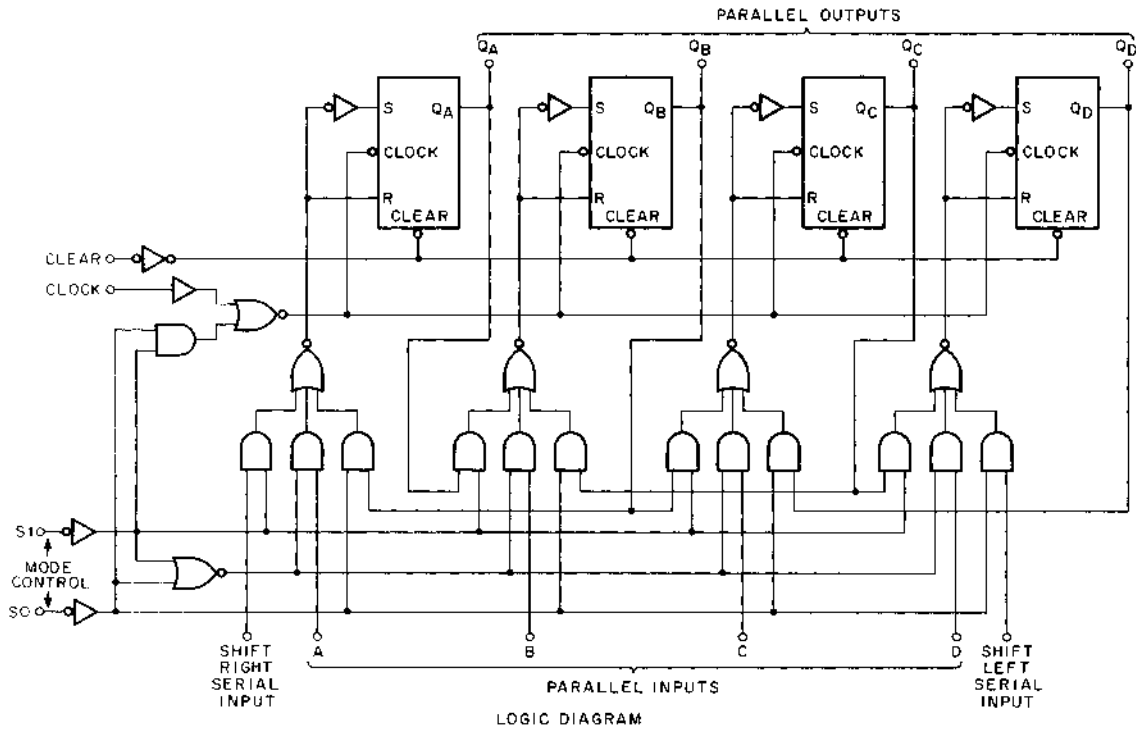 PARALLEL OUTPUTS
QA QB QC QD
S QA S QB S QC S QD
CLOCK CLOCK CLOCK CLOCK
R R R R
CLEAR CLEAR CLEAR CLEAR
CLEAR
CLOCK
S1
MODE
CONTROL
S0
SHIFT
RIGHT
SERIAL
INPUT
A B C D
SHIFT
LEFT
SERIAL
INPUT
PARALLEL INPUTS
LOGIC DIAGRAM